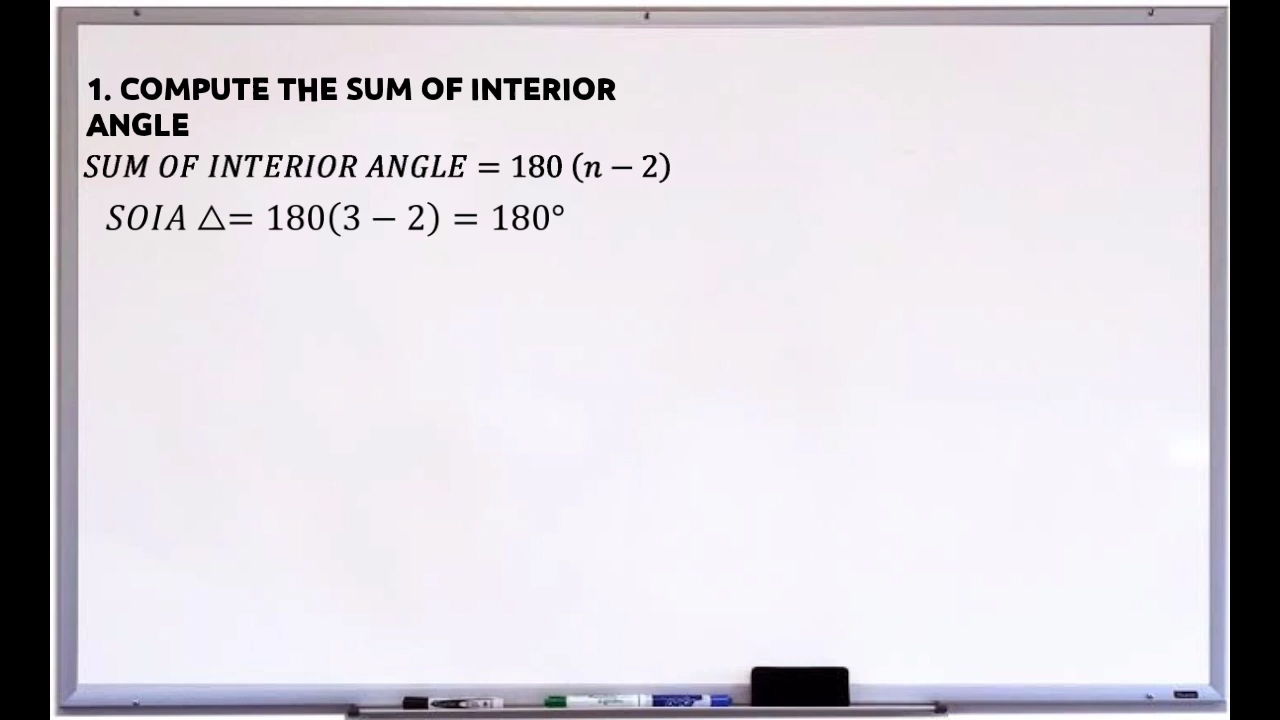 1. COMPUTE THE SUM OF INTERIOR
ANGLE
SUM OF INTERIOR ANGLE = 180 (n − 2)
SOIA △= 180(3 − 2) = 180°